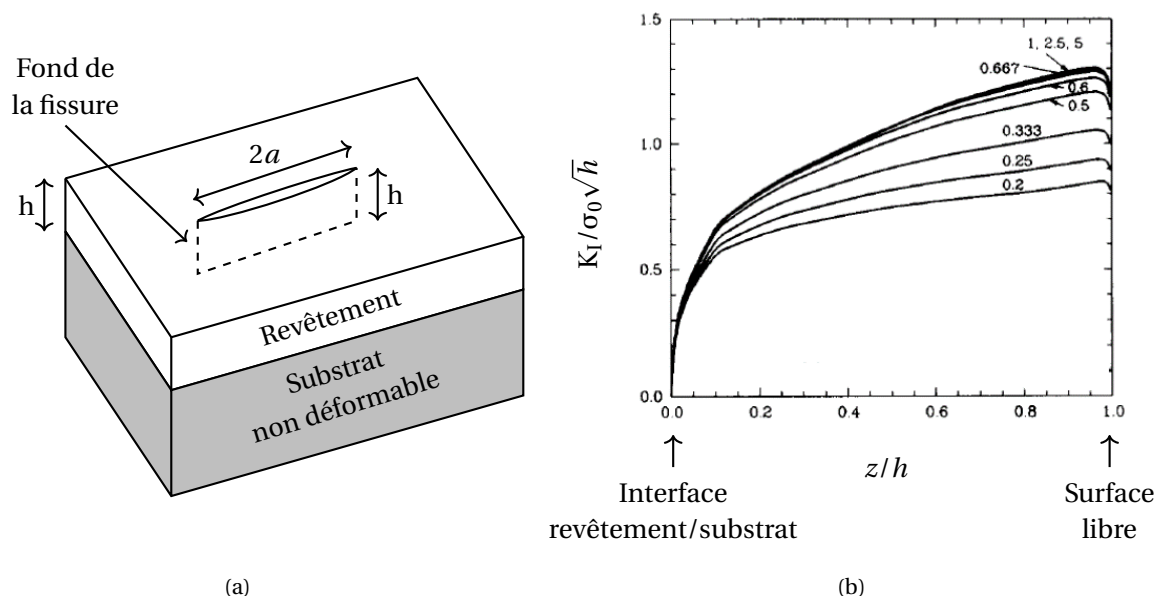 Fond de
la fissure
2a
h
h
Revêtement
Substrat
non déformable
(a)
K_I/σ_0√h
1.5
1.0
0.5
0.0
1, 2.5, 5
0.667
0.6
0.5
0.333
0.25
0.2
0.0
0.2
0.4
0.6
0.8
1.0
z/h
Interface
revêtement/substrat
Surface
libre
(b)